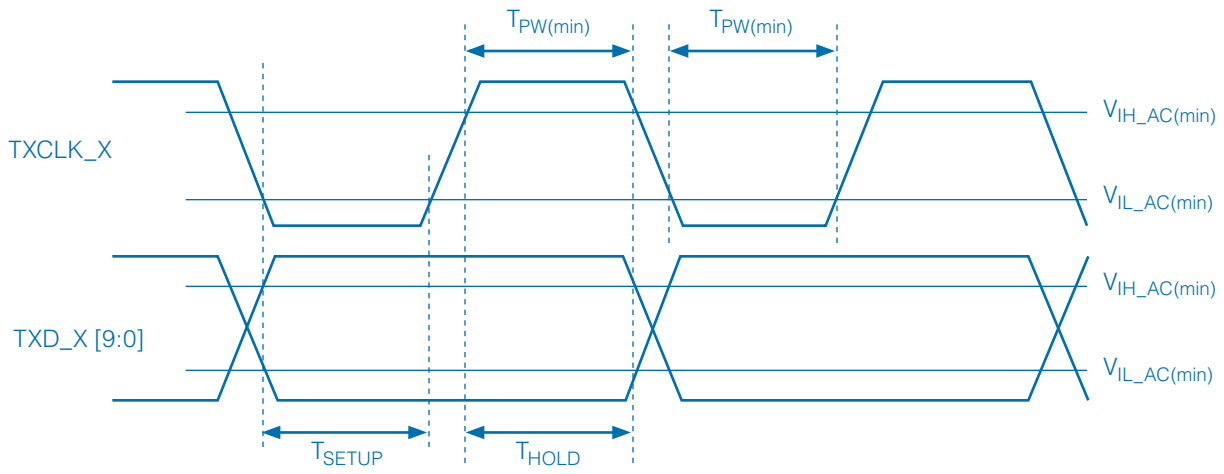 TPW(min) TPW(min)
VIH_AC(min)
TXCLK_X
VIL_AC(min)
VIH_AC(min)
TXD_X [9:0]
VIL_AC(min)
TSETUP THOLD